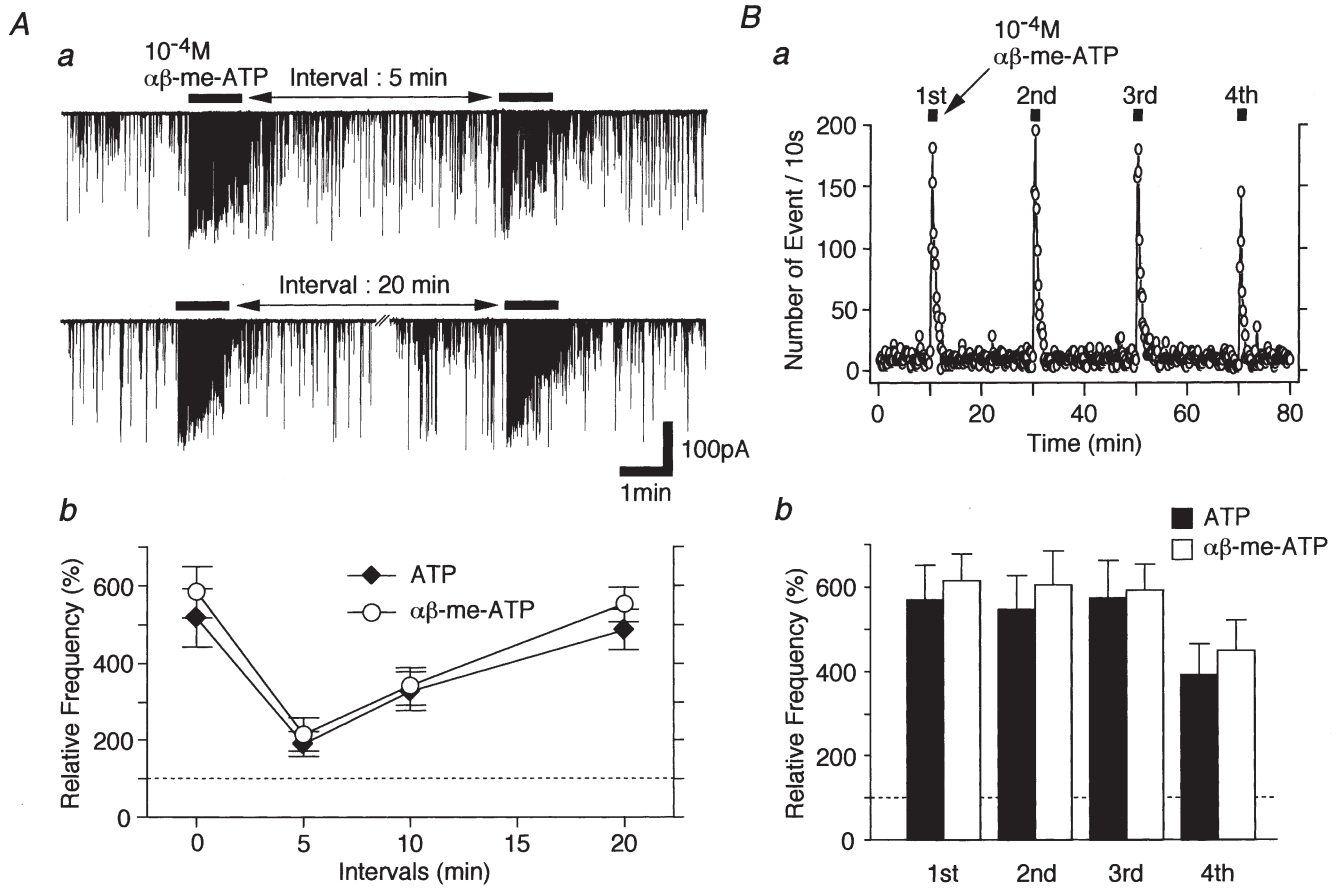 A
a
10⁻⁴M
αβ-me-ATP
Interval : 5 min
Interval : 20 min
100pA
1min
b
Relative Frequency (%)
600
400
200
0
ATP
αβ-me-ATP
0 5 10 15 20
Intervals (min)
B
a
10⁻⁴M
αβ-me-ATP
1st 2nd 3rd 4th
Number of Event / 10s
200
150
100
50
0
0 20 40 60 80
Time (min)
b
ATP
αβ-me-ATP
Relative Frequency (%)
600
400
200
0
1st 2nd 3rd 4th